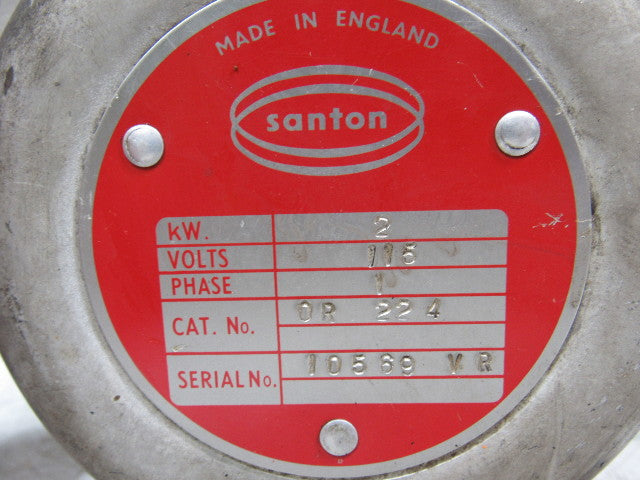 MADE IN ENGLAND
santon
KW. 2
VOLTS 115
PHASE 1
CAT. No. OR 224
SERIAL No. 10569 VR